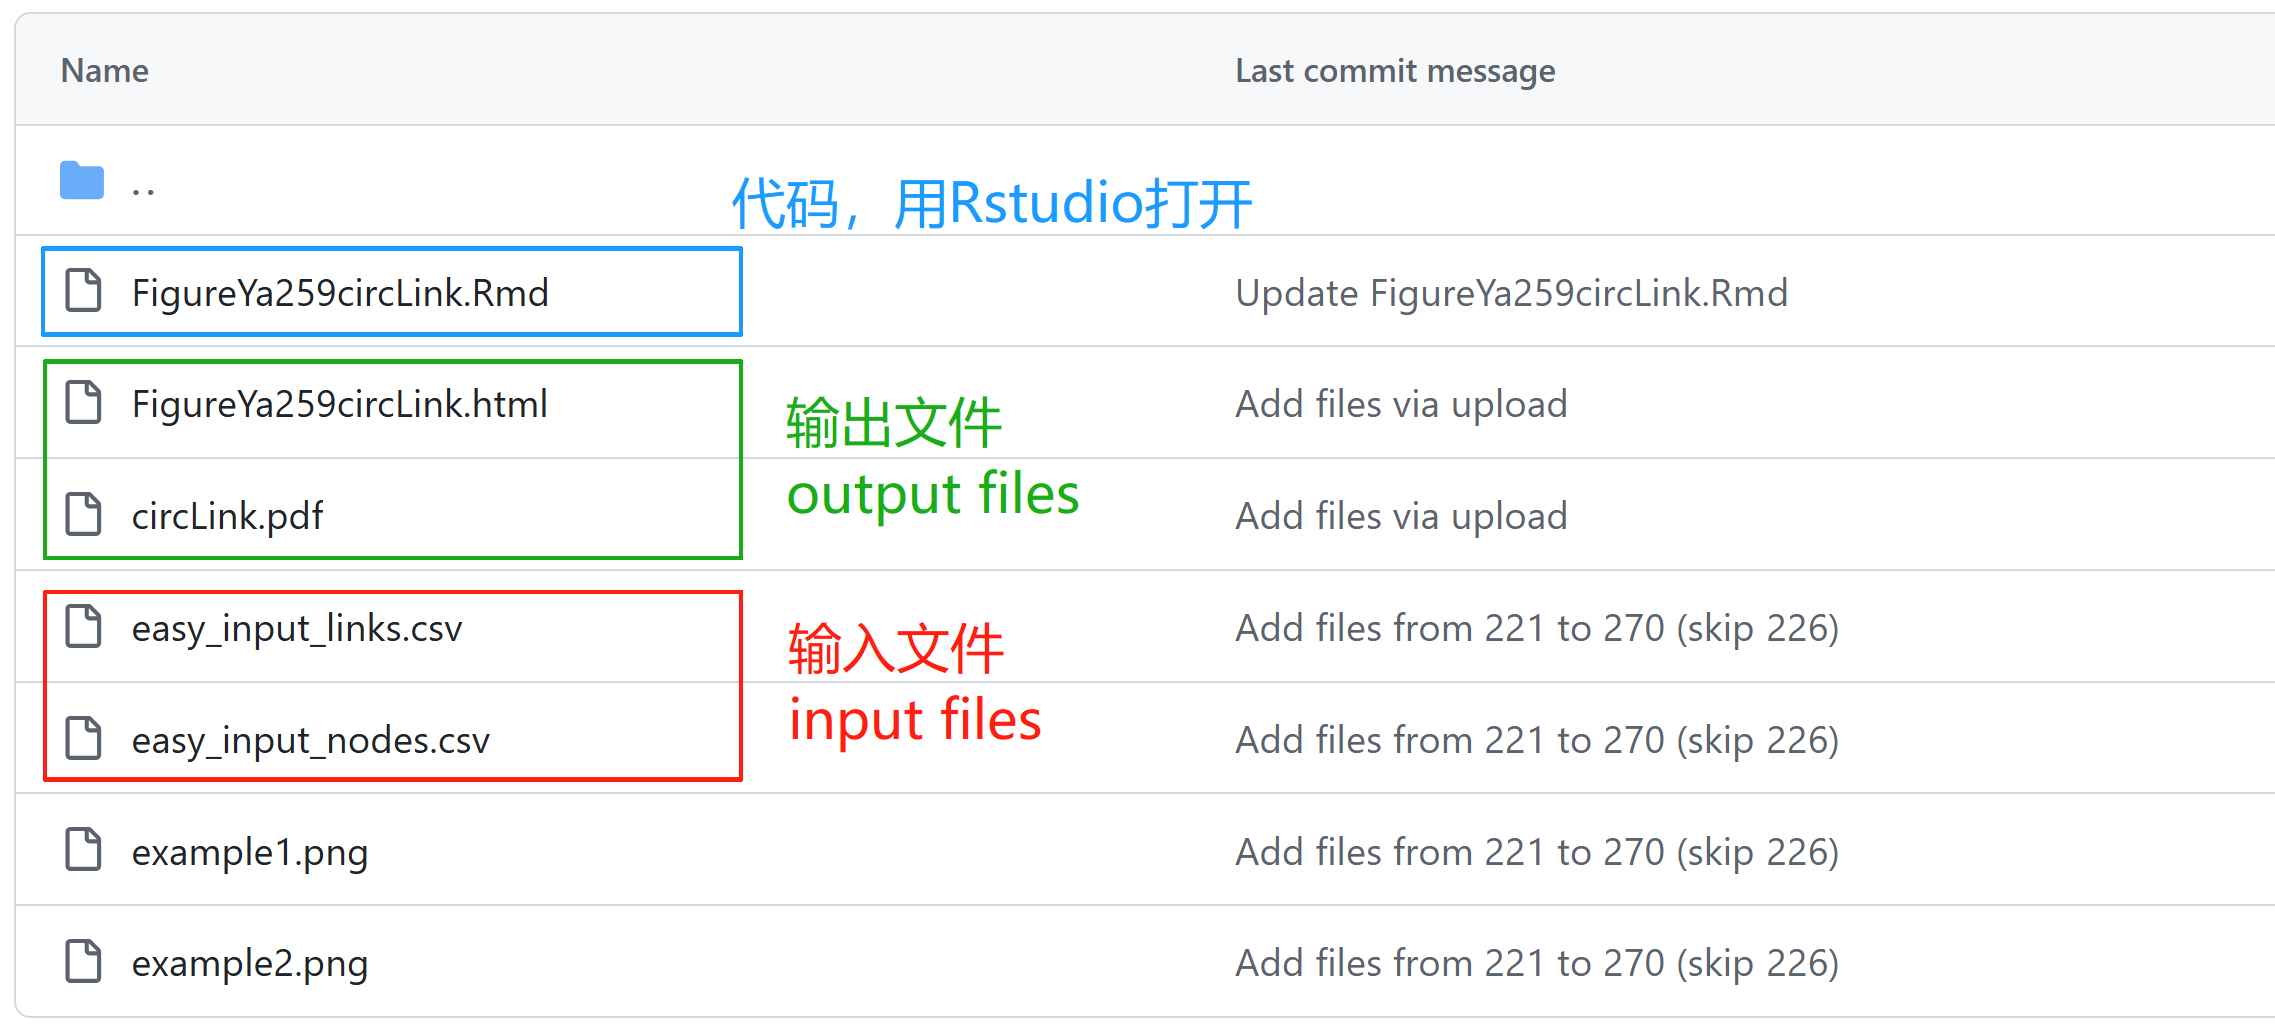 Name Last commit message
..
代码，用Rstudio打开
FigureYa259circLink.Rmd Update FigureYa259circLink.Rmd
FigureYa259circLink.html Add files via upload
输出文件
output files
circLink.pdf Add files via upload
easy_input_links.csv Add files from 221 to 270 (skip 226)
输入文件
input files
easy_input_nodes.csv Add files from 221 to 270 (skip 226)
example1.png Add files from 221 to 270 (skip 226)
example2.png Add files from 221 to 270 (skip 226)